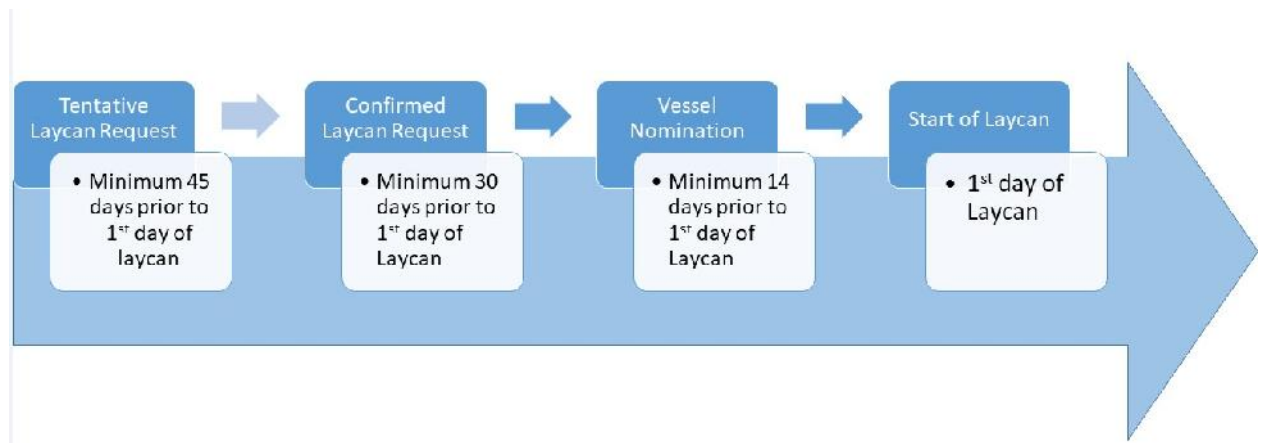 Tentative
Laycan Request
• Minimum 45
days prior to
1st day of
laycan
Confirmed
Laycan Request
• Minimum 30
days prior to
1st day of
Laycan
Vessel
Nomination
• Minimum 14
days prior to
1st day of
Laycan
Start of Laycan
• 1st day of
Laycan